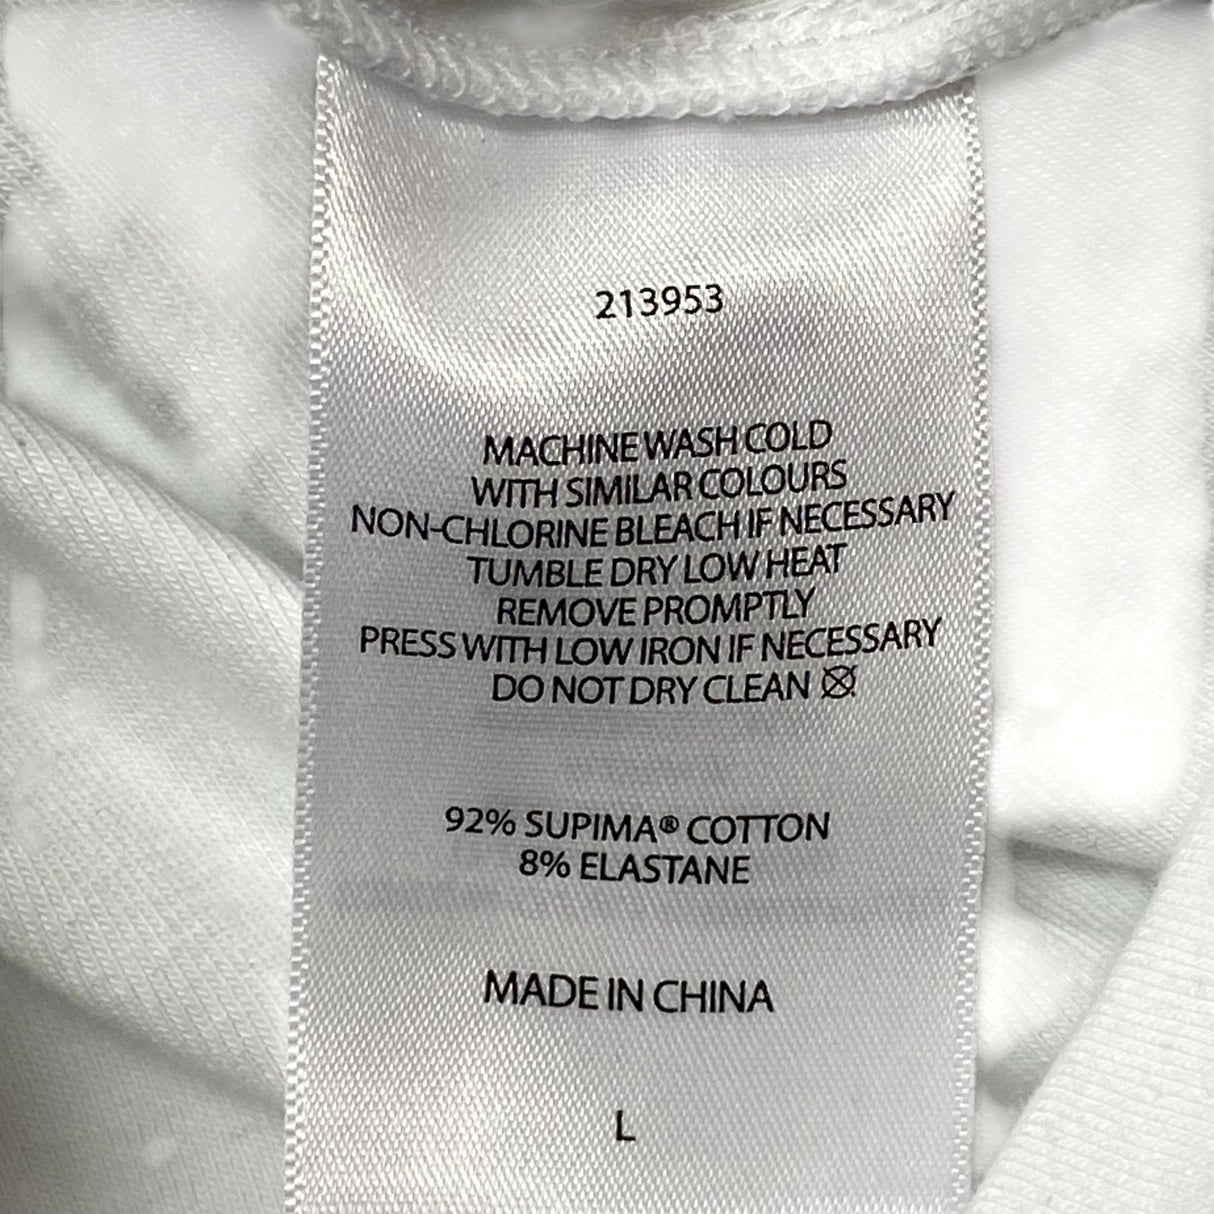 213953
MACHINE WASH COLD
WITH SIMILAR COLOURS
NON-CHLORINE BLEACH IF NECESSARY
TUMBLE DRY LOW HEAT
REMOVE PROMPTLY
PRESS WITH LOW IRON IF NECESSARY
DO NOT DRY CLEAN
92% SUPIMA® COTTON
8% ELASTANE
MADE IN CHINA
L